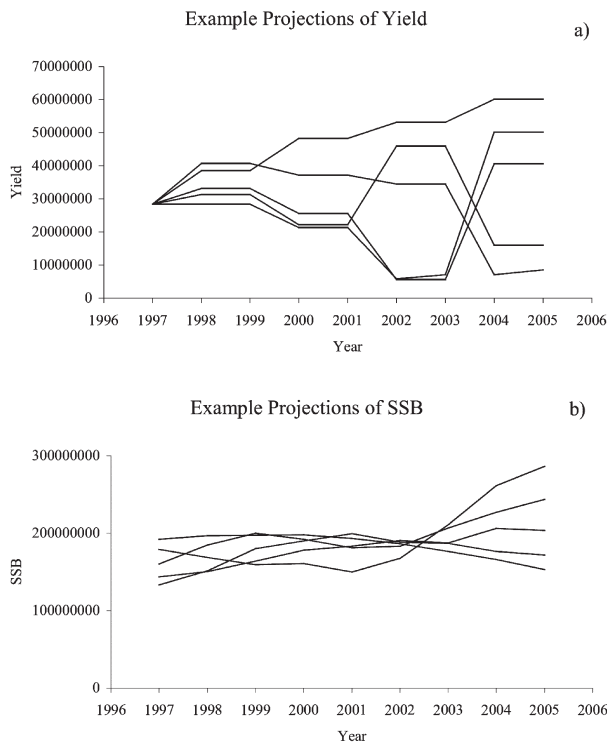 Example Projections of Yield
a)
70000000
60000000
50000000
40000000
30000000
20000000
10000000
0
Yield
1996 1997 1998 1999 2000 2001 2002 2003 2004 2005 2006
Year
Example Projections of SSB
b)
300000000
200000000
100000000
0
SSB
1996 1997 1998 1999 2000 2001 2002 2003 2004 2005 2006
Year